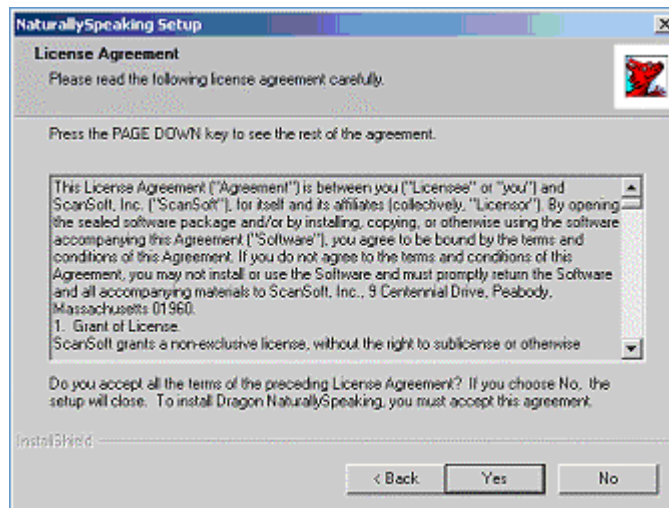 NaturallySpeaking Setup
License Agreement
Please read the following license agreement carefully.
Press the PAGE DOWN key to see the rest of the agreement.
This License Agreement ("Agreement") is between you ("Licensee" or "you") and
ScanSoft, Inc. ("ScanSoft"), for itself and its affiliates (collectively, "Licensor"). By opening
the sealed software package and/or by installing, copying, or otherwise using the software
accompanying this Agreement ("Software"), you agree to be bound by the terms and
conditions of this Agreement. If you do not agree to the terms and conditions of this
Agreement, you may not install or use the Software and must promptly return the Software
and all accompanying materials to ScanSoft, Inc., 9 Centennial Drive, Peabody,
Massachusetts 01960.
1. Grant of License.
ScanSoft grants a non-exclusive license, without the right to sublicense or otherwise
Do you accept all the terms of the preceding License Agreement? If you choose No, the
setup will close. To install Dragon NaturallySpeaking, you must accept this agreement.
InstallShield
< Back
Yes
No